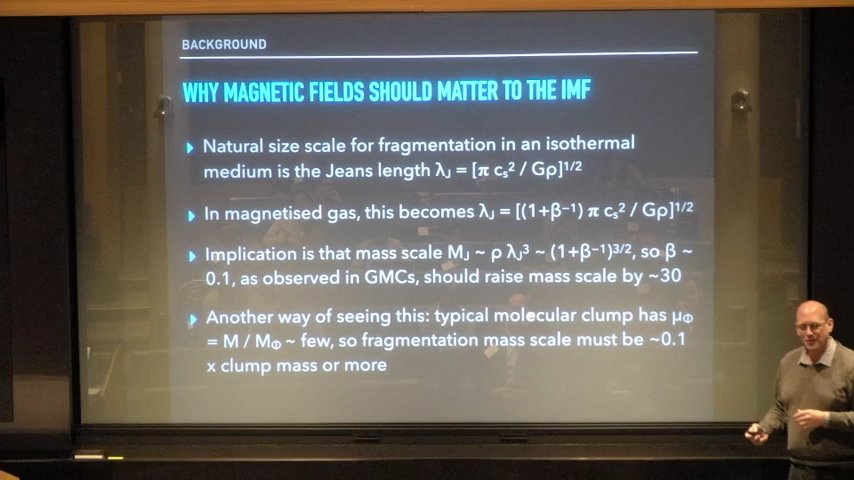 BACKGROUND
WHY MAGNETIC FIELDS SHOULD MATTER TO THE IMF
Natural size scale for fragmentation in an isothermal
medium is the Jeans length λJ = [π cs² / Gρ]^1/2
In magnetised gas, this becomes λJ = [(1+β⁻¹) π cs² / Gρ]^1/2
Implication is that mass scale MJ ~ ρ λJ³ ~ (1+β⁻¹)^3/2, so β ~
0.1, as observed in GMCs, should raise mass scale by ~30
Another way of seeing this: typical molecular clump has μΦ
= M / MΦ ~ few, so fragmentation mass scale must be ~0.1
x clump mass or more